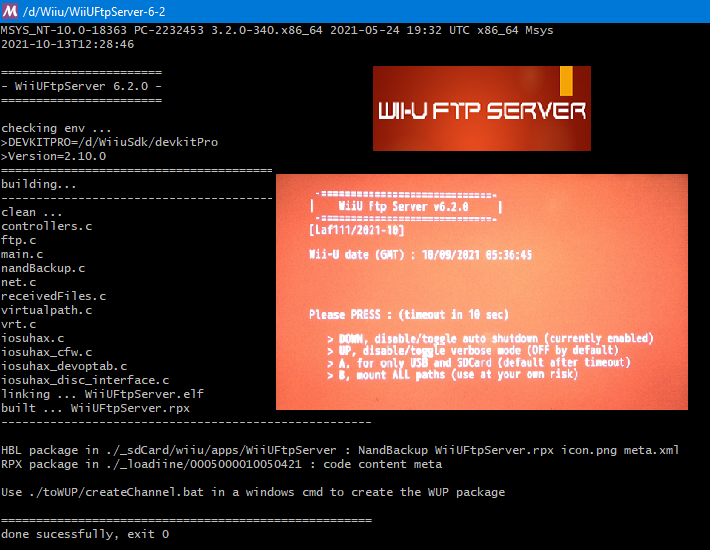 /d/Wiiu/WiiUFtpServer-6-2
MSYS_NT-10.0-18363 PC-2232453 3.2.0-340.x86_64 2021-05-24 19:32 UTC x86_64 Msys
2021-10-13T12:28:46
=======================
- WiiUFtpServer 6.2.0 -
=======================
checking env ...
>DEVKITPRO=/d/WiiuSdk/devkitPro
>Version=2.10.0
=====================================================
building...
-----------------------------------------------------
clean ...
controllers.c
ftp.c
main.c
nandBackup.c
net.c
receivedFiles.c
virtualpath.c
vrt.c
iosuhax.c
iosuhax_cfw.c
iosuhax_devoptab.c
iosuhax_disc_interface.c
linking ... WiiUFtpServer.elf
built ... WiiUFtpServer.rpx
-----------------------------------------------------
WII-U FTP SERVER
-=============================-
|    WiiU Ftp Server v6.2.0     |
-=============================-
[Laf111/2021-10]
Wii-U date (GMT) : 10/09/2021 05:36:45
Please PRESS : (timeout in 10 sec)
> DOWN, disable/toggle auto shutdown (currently enabled)
> UP, disable/toggle verbose mode (OFF by default)
> A, for only USB and SDCard (default after timeout)
> B, mount ALL paths (use at your own risk)
HBL package in ./_sdCard/wiiu/apps/WiiUFtpServer : NandBackup WiiUFtpServer.rpx icon.png meta.xml
RPX package in ./_loadiine/0005000010050421 : code content meta
Use ./toWUP/createChannel.bat in a windows cmd to create the WUP package
=====================================================
done sucessfully, exit 0